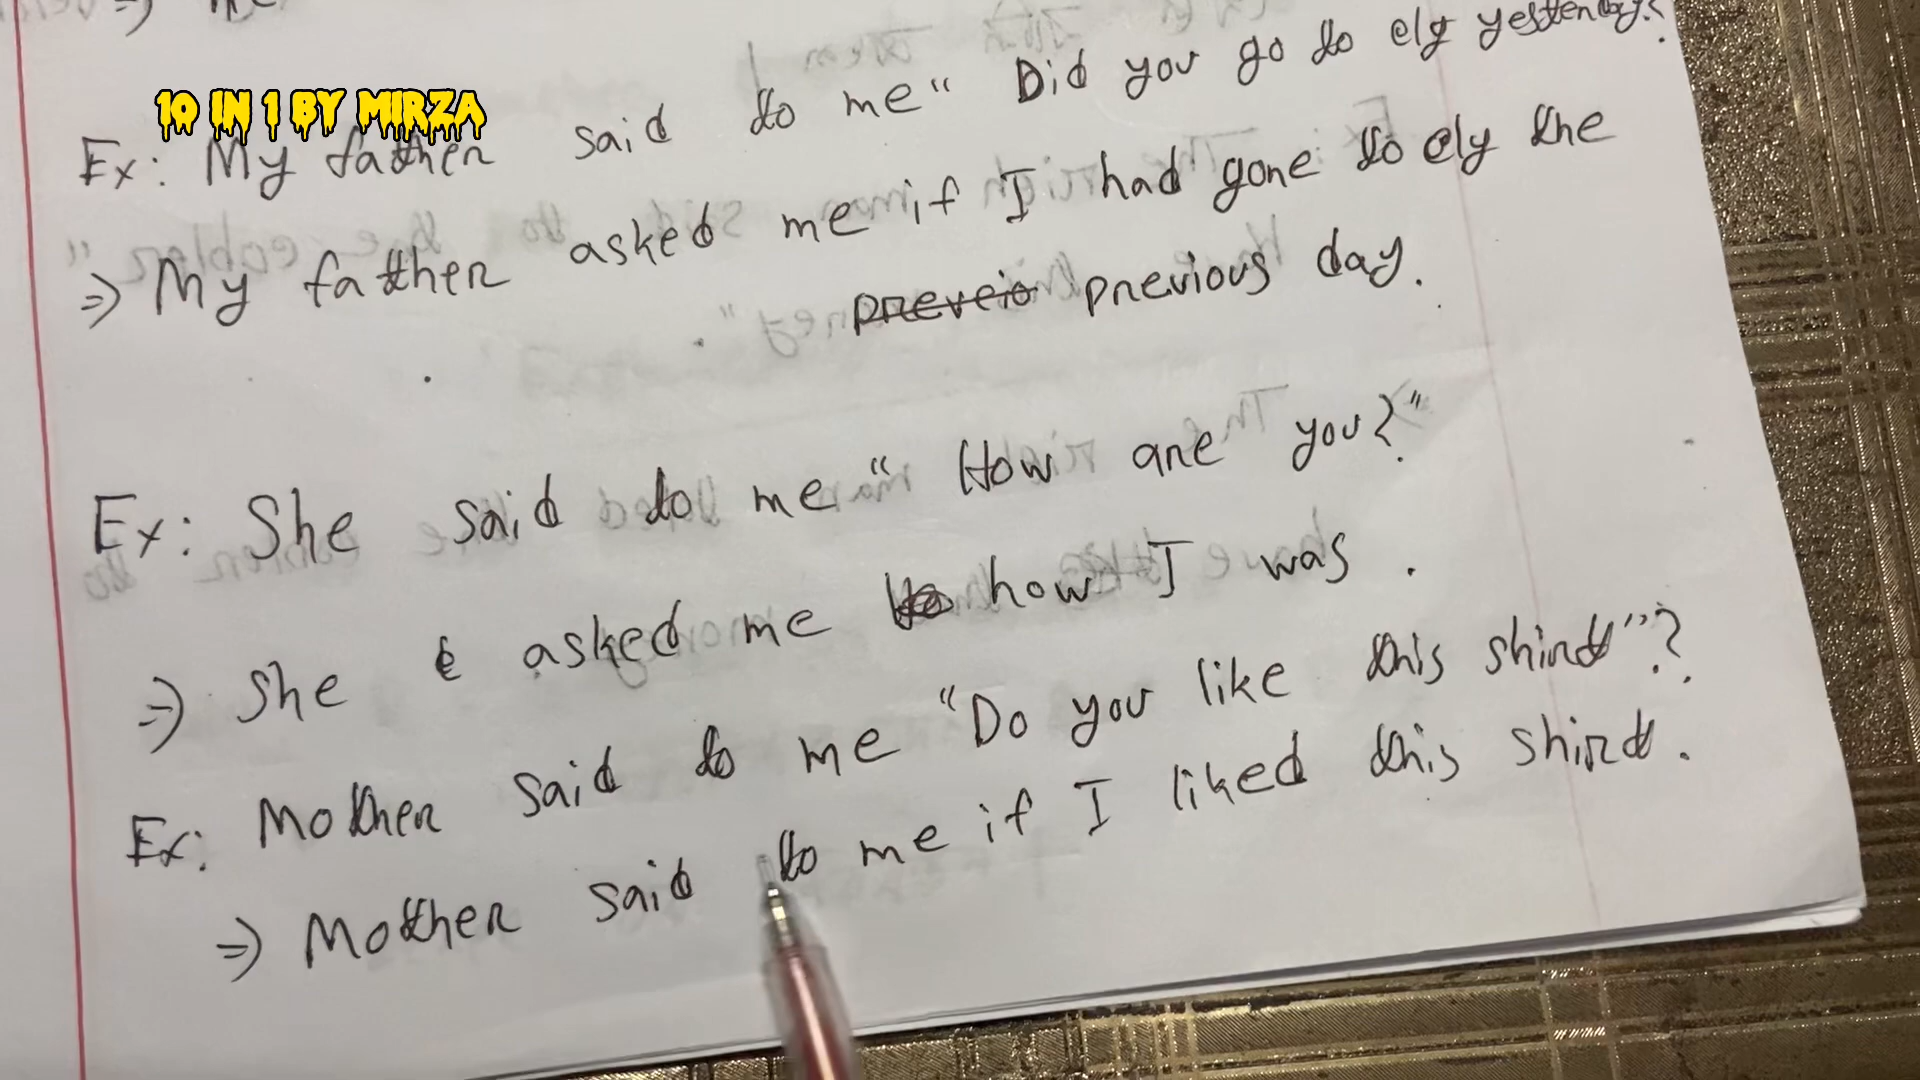 10 IN 1 BY MIRZA
Ex: My father said to me " Did you go to ctg yesterday?
=> My father asked me if I had gone to ctg the
previous day.
Ex: She said to me " How are you?"
=> She asked me how I was.
Ex: Mother said to me "Do you like this shirt"?
=> Mother said to me if I liked this shirt.